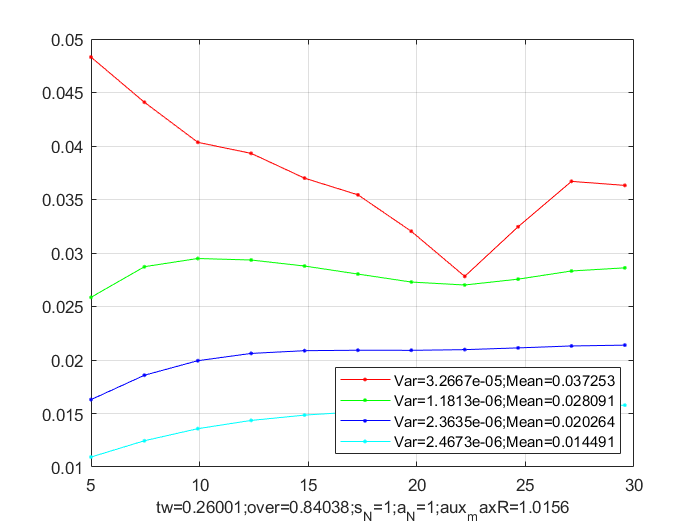 0.05
0.045
0.04
0.035
0.03
0.025
0.02
0.015
0.01
Var=3.2667e-05;Mean=0.037253
Var=1.1813e-06;Mean=0.028091
Var=2.3635e-06;Mean=0.020264
Var=2.4673e-06;Mean=0.014491
5 10 15 20 25 30
tw=0.26001;over=0.84038;s_N=1;a_N=1;aux_maxR=1.0156